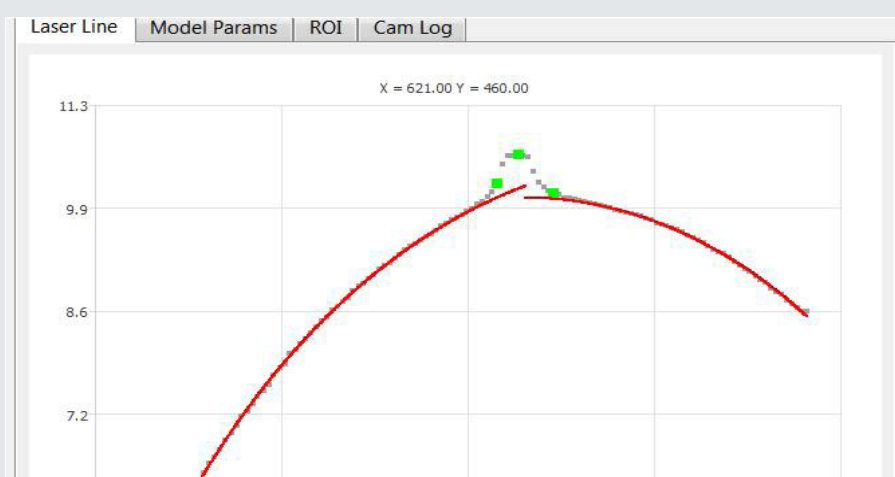 Laser Line Model Params ROI Cam Log
X = 621.00 Y = 460.00
11.3
9.9
8.6
7.2